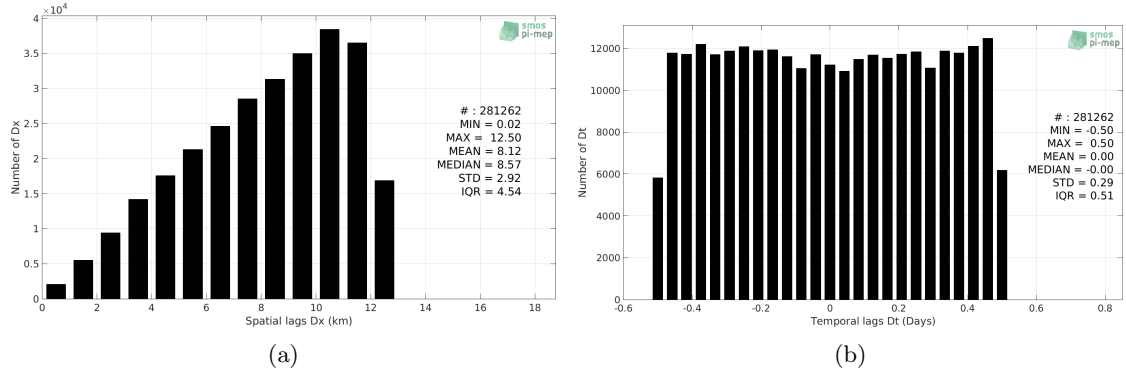 ×10⁴
4
3.5
3
2.5
2
1.5
1
0.5
0
Number of Dx
0 2 4 6 8 10 12 14 16 18
Spatial lags Dx (km)
smos
pi-mep
# : 281262
MIN = 0.02
MAX = 12.50
MEAN = 8.12
MEDIAN = 8.57
STD = 2.92
IQR = 4.54
(a)
12000
10000
8000
6000
4000
2000
0
Number of Dt
-0.6 -0.4 -0.2 0 0.2 0.4 0.6 0.8
Temporal lags Dt (Days)
smos
pi-mep
# : 281262
MIN = -0.50
MAX = 0.50
MEAN = 0.00
MEDIAN = -0.00
STD = 0.29
IQR = 0.51
(b)